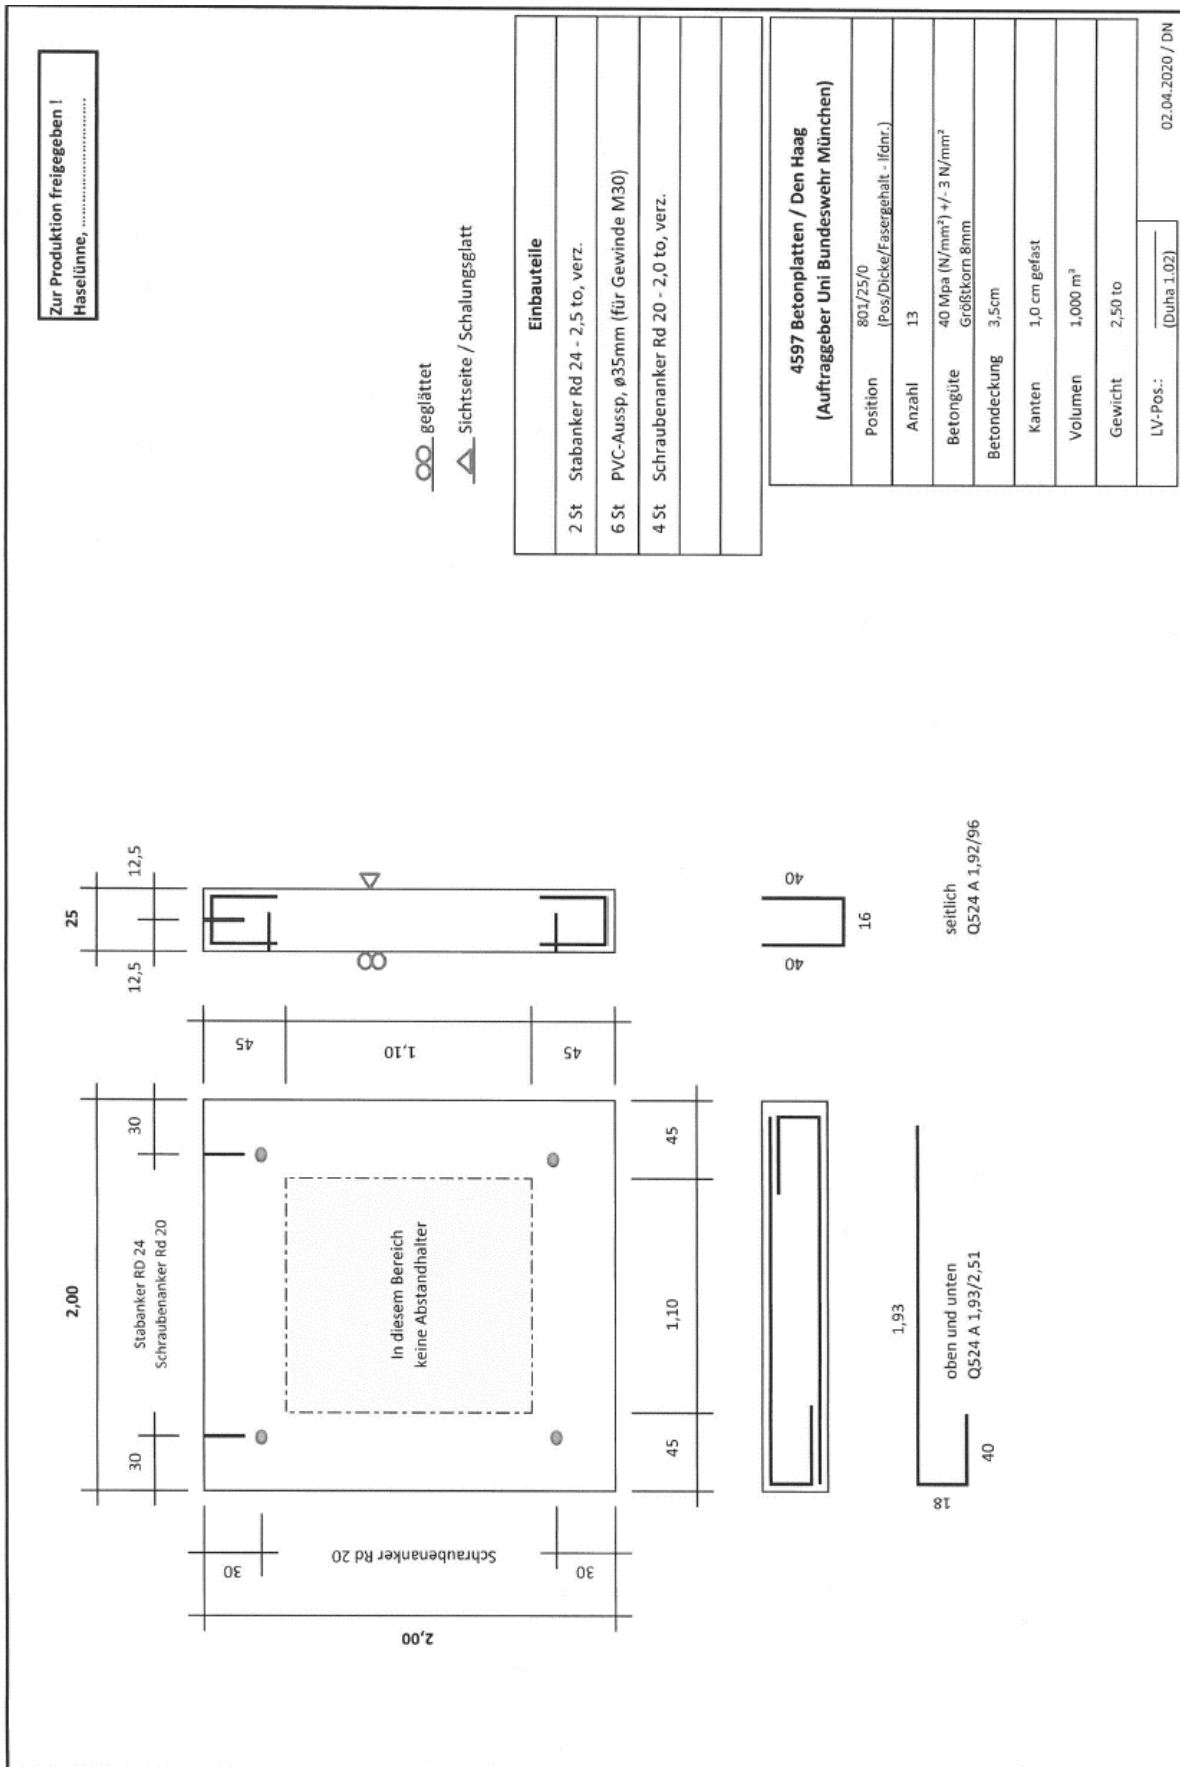 Zur Produktion freigegeben !
Haselünne, ................................
2,00
30
Stabanker RD 24
Schraubenanker Rd 20
30
25
12,5
12,5
2,00
30
Schraubenanker Rd 20
30
In diesem Bereich
keine Abstandhalter
45
1,10
45
45
1,10
45
geglättet
Sichtseite / Schalungsglatt
1,93
18
40
oben und unten
Q524 A 1,93/2,51
40
40
16
seitlich
Q524 A 1,92/96
Einbauteile
2 St Stabanker Rd 24 - 2,5 to, verz.
6 St PVC-Aussp, ø35mm (für Gewinde M30)
4 St Schraubenanker Rd 20 - 2,0 to, verz.
4597 Betonplatten / Den Haag
(Auftraggeber Uni Bundeswehr München)
Position 801/25/0
(Pos/Dicke/Fasergehalt - lfdnr.)
Anzahl 13
Betongüte 40 Mpa (N/mm²) +/- 3 N/mm²
Größtkorn 8mm
Betondeckung 3,5cm
Kanten 1,0 cm gefast
Volumen 1,000 m³
Gewicht 2,50 to
LV-Pos.: ________
(Duha 1.02)
02.04.2020 / DN